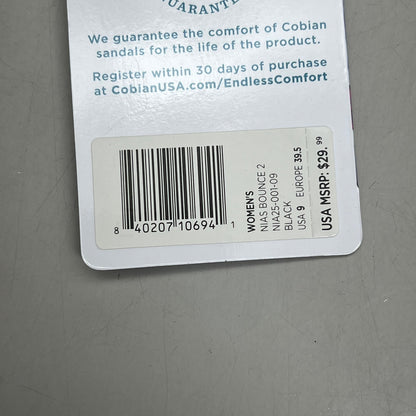 GUARANTE
We guarantee the comfort of Cobian
sandals for the life of the product.
Register within 30 days of purchase
at CobianUSA.com/EndlessComfort
8 40207 10694 1
WOMEN'S
NIAS BOUNCE 2
NIA25-001-09
BLACK
USA 9 EUROPE 39.5
USA MSRP: $29.99